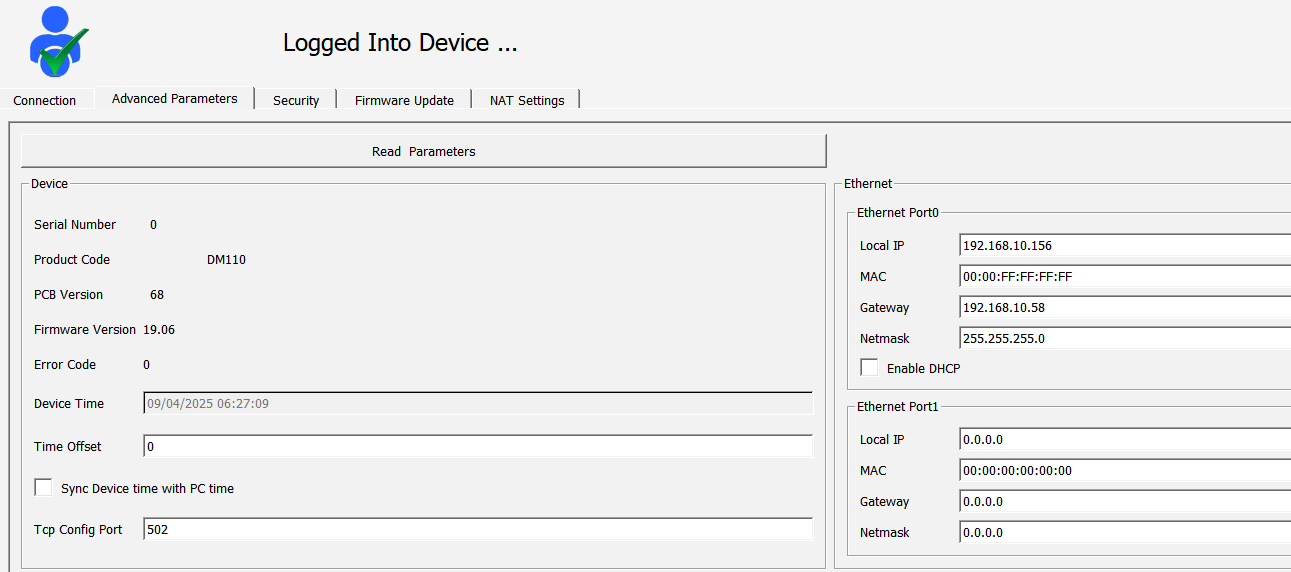 Logged Into Device ...
Connection
Advanced Parameters
Security
Firmware Update
NAT Settings
Read Parameters
Device
Serial Number 0
Product Code DM110
PCB Version 68
Firmware Version 19.06
Error Code 0
Device Time 09/04/2025 06:27:09
Time Offset 0
Sync Device time with PC time
Tcp Config Port 502
Ethernet
Ethernet Port0
Local IP 192.168.10.156
MAC 00:00:FF:FF:FF:FF
Gateway 192.168.10.58
Netmask 255.255.255.0
Enable DHCP
Ethernet Port1
Local IP 0.0.0.0
MAC 00:00:00:00:00:00
Gateway 0.0.0.0
Netmask 0.0.0.0